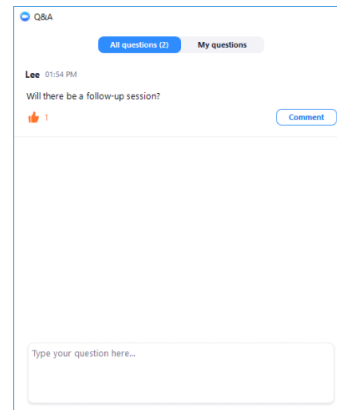 Q&A
All questions (2) My questions
Lee 01:54 PM
Will there be a follow-up session?
1 Comment
Type your question here...